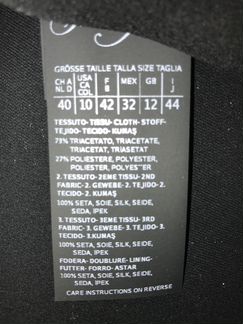 GRÖSSE TAILLE TALLA SIZE TAGLIA
CH A NL D USA CA COL F B MEX GB I J
40 10 42 32 12 44
TESSUTO-TISSU-CLOTH-STOFF-
TEJIDO-TECIDO-KUMAŞ
73% TRIACETATO, TRIACETATE,
TRIACETAT, TRIASETAT
27% POLIESTERE, POLYESTER,
POLIESTER, POLYESTER
2. TESSUTO-2EME TISSU-2ND
FABRIC-2. GEWEBE-2. TEJIDO-2.
TECIDO-2. KUMAŞ
100% SETA, SOIE, SILK, SEIDE,
SEDA, IPEK
3. TESSUTO-3EME TISSU-3RD
FABRIC-3. GEWEBE-3. TEJIDO-3.
TECIDO-3.KUMAŞ
100% SETA, SOIE, SILK, SEIDE,
SEDA, IPEK
FODERA-DOUBLURE-LINING-
FUTTER-FORRO-ASTAR
100% SETA, SOIE, SILK, SEIDE,
SEDA, IPEK
CARE INSTRUCTIONS ON REVERSE